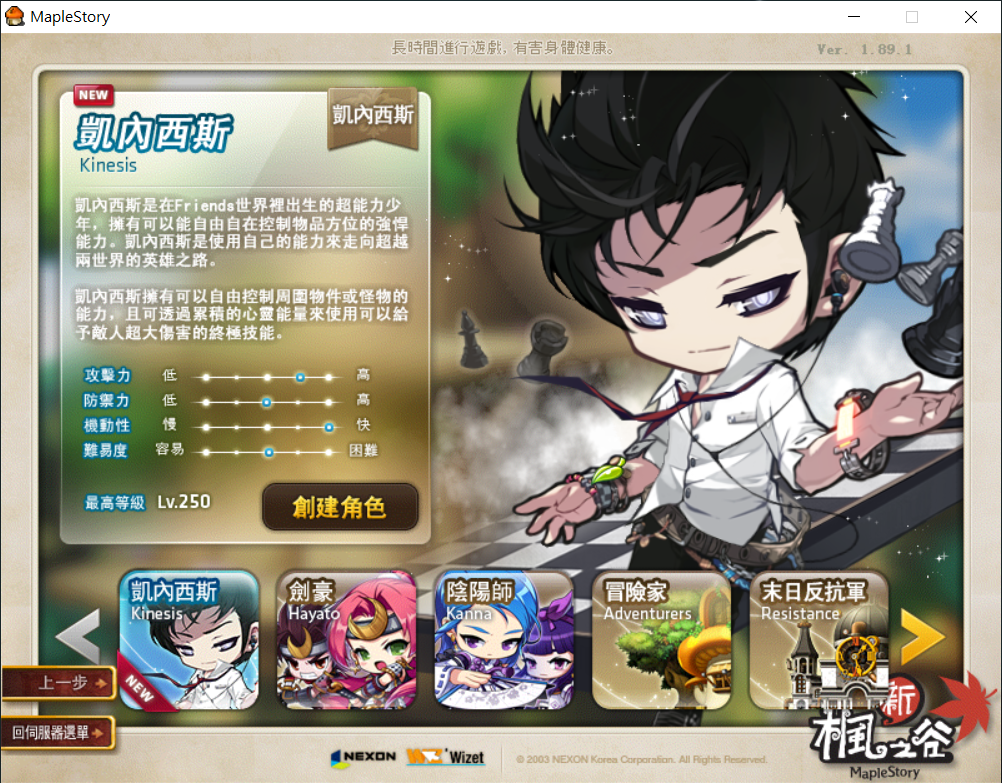 MapleStory
長時間進行遊戲, 有害身體健康。
Ver. 1.89.1
NEW
凱內西斯
凱內西斯
Kinesis
凱內西斯是在Friends世界裡出生的超能力少
年，擁有可以能自由自在控制物品方位的強悍
能力。凱內西斯是使用自己的能力來走向超越
兩世界的英雄之路。
凱內西斯擁有可以自由控制周圍物件或怪物的
能力，且可透過累積的心靈能量來使用可以給
予敵人超大傷害的終極技能。
攻擊力 低 高
防禦力 低 高
機動性 慢 快
難易度 容易 困難
最高等級 Lv.250
創建角色
凱內西斯
Kinesis
NEW
劍豪
Hayato
陰陽師
Kanna
冒險家
Adventurers
末日反抗軍
Resistance
上一步
回伺服器選單
新
楓之谷
MapleStory
NEXON
Wizet
© 2003 NEXON Korea Corporation. All Rights Reserved.